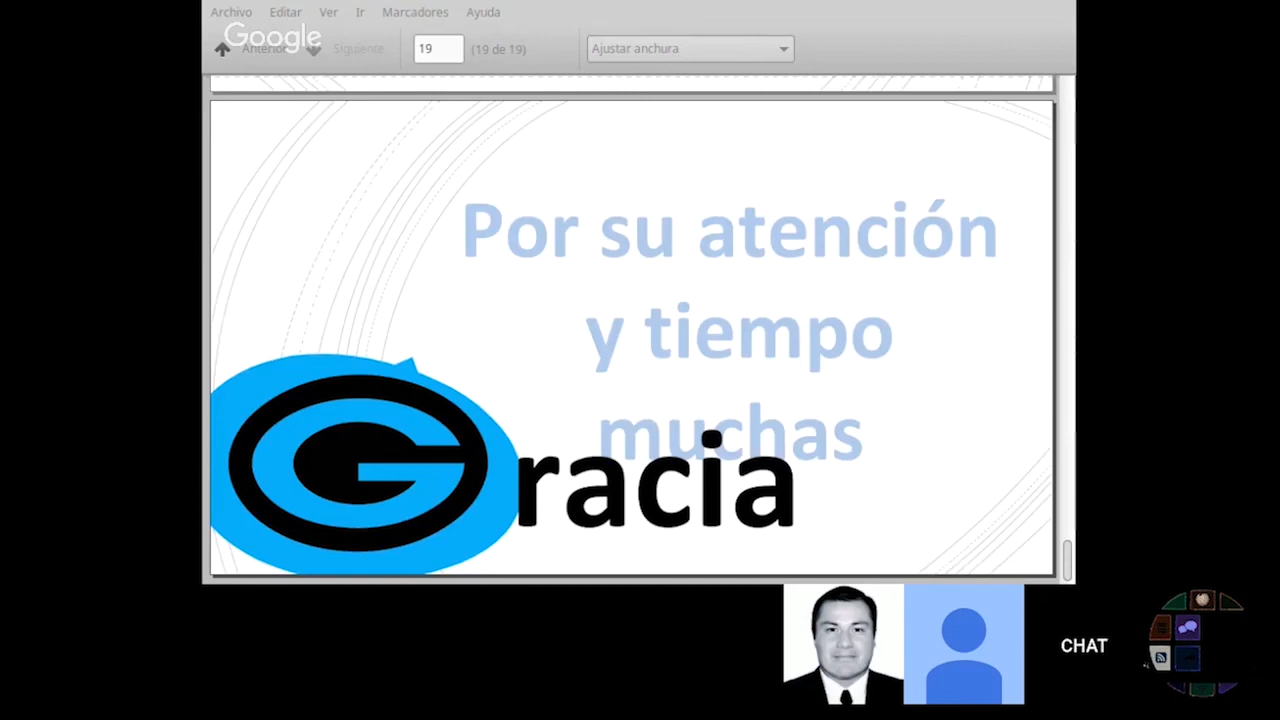 Archivo Editar Ver Ir Marcadores Ayuda
Google
Anterior Siguiente 19 (19 de 19) Ajustar anchura
Por su atención
y tiempo
muchas
Gracia
CHAT